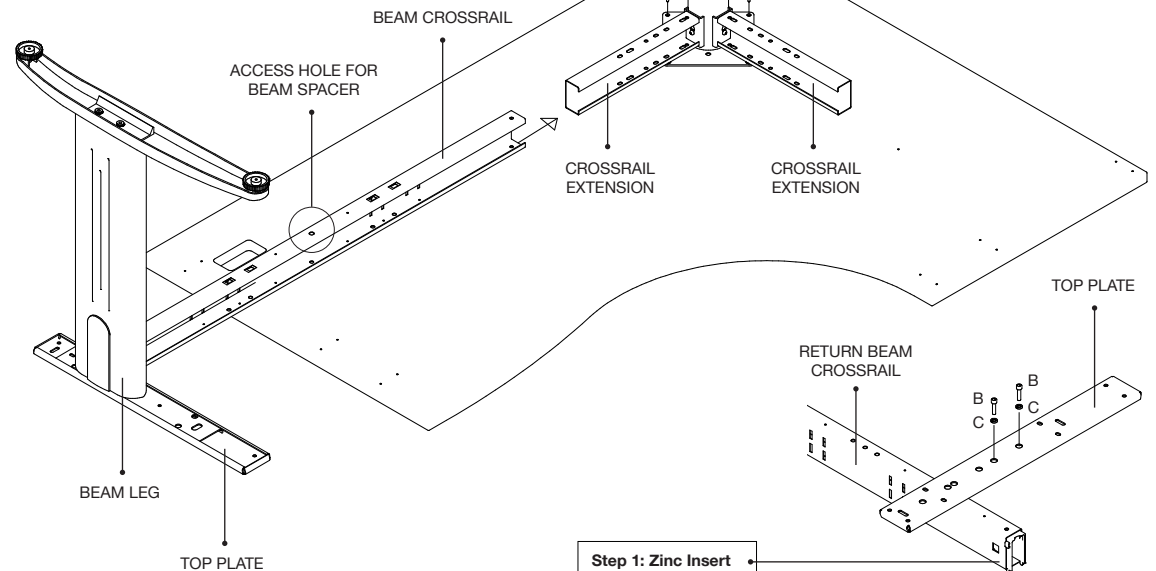 BEAM CROSSRAIL
ACCESS HOLE FOR
BEAM SPACER
CROSSRAIL
EXTENSION
CROSSRAIL
EXTENSION
TOP PLATE
RETURN BEAM
CROSSRAIL
B
B
C
C
BEAM LEG
TOP PLATE
Step 1: Zinc Insert